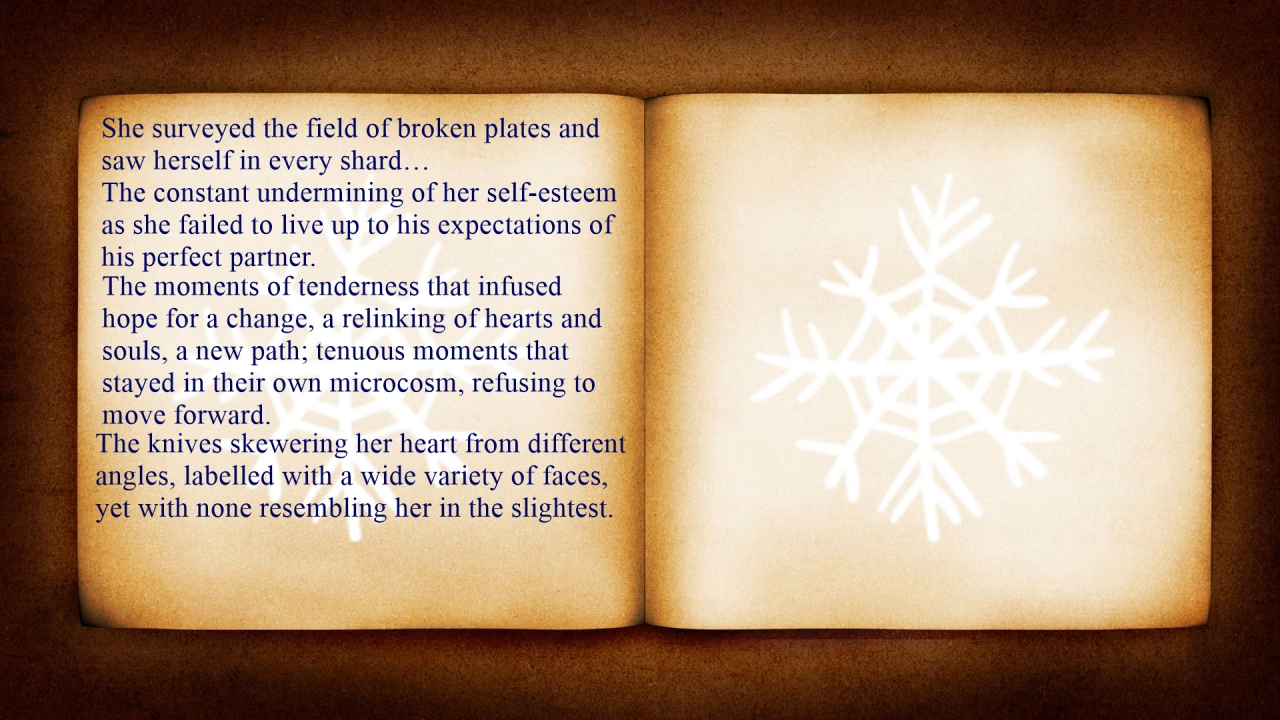 She surveyed the field of broken plates and
saw herself in every shard…
The constant undermining of her self-esteem
as she failed to live up to his expectations of
his perfect partner.
The moments of tenderness that infused
hope for a change, a relinking of hearts and
souls, a new path; tenuous moments that
stayed in their own microcosm, refusing to
move forward.
The knives skewering her heart from different
angles, labelled with a wide variety of faces,
yet with none resembling her in the slightest.